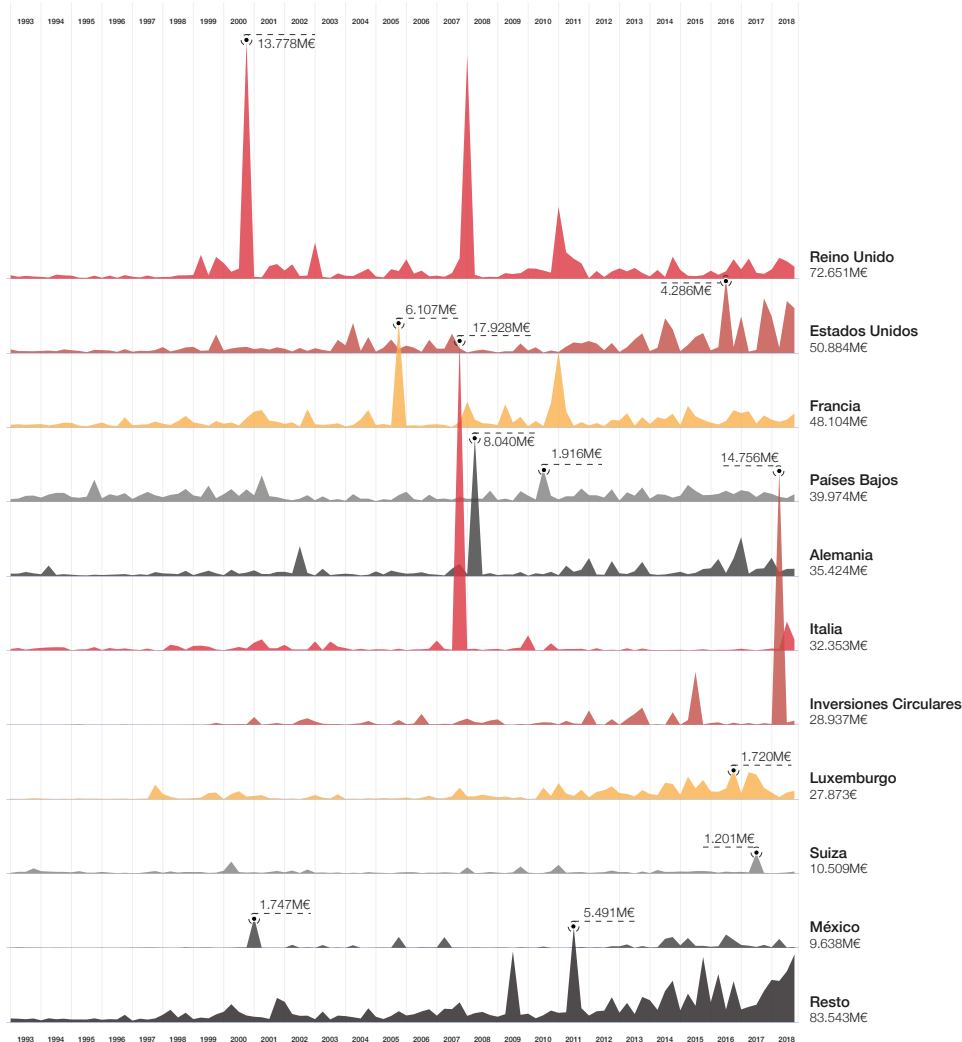 1993 1994 1995 1996 1997 1998 1999 2000 2001 2002 2003 2004 2005 2006 2007 2008 2009 2010 2011 2012 2013 2014 2015 2016 2017 2018
13.778M€
Reino Unido
72.651M€
4.286M€
6.107M€
17.928M€
Estados Unidos
50.884M€
Francia
48.104M€
8.040M€
1.916M€
14.756M€
Países Bajos
39.974M€
Alemania
35.424M€
Italia
32.353M€
Inversiones Circulares
28.937M€
1.720M€
Luxemburgo
27.873€
1.201M€
Suiza
10.509M€
1.747M€
5.491M€
México
9.638M€
Resto
83.543M€
1993 1994 1995 1996 1997 1998 1999 2000 2001 2002 2003 2004 2005 2006 2007 2008 2009 2010 2011 2012 2013 2014 2015 2016 2017 2018